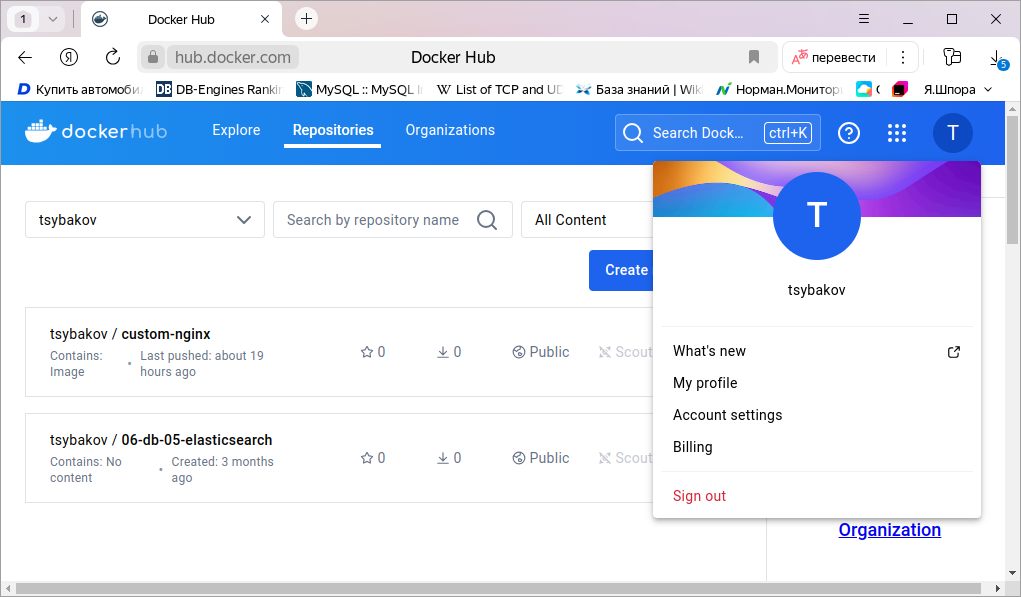 1
Docker Hub
Я
hub.docker.com
Docker Hub
перевести
5
Купить автомоби
DB-Engines Rankin
MySQL :: MySQL
List of TCP and UD
База знаний | Wiki
Норман.Монитор
Я.Шпора
dockerhub
Explore
Repositories
Organizations
Search Dock...
ctrl+K
T
tsybakov
Search by repository name
All Content
T
Create
tsybakov
tsybakov / custom-nginx
Contains: Image
Last pushed: about 19 hours ago
0
0
Public
Scout
What's new
My profile
Account settings
Billing
tsybakov / 06-db-05-elasticsearch
Contains: No content
Created: 3 months ago
0
0
Public
Scout
Sign out
Organization